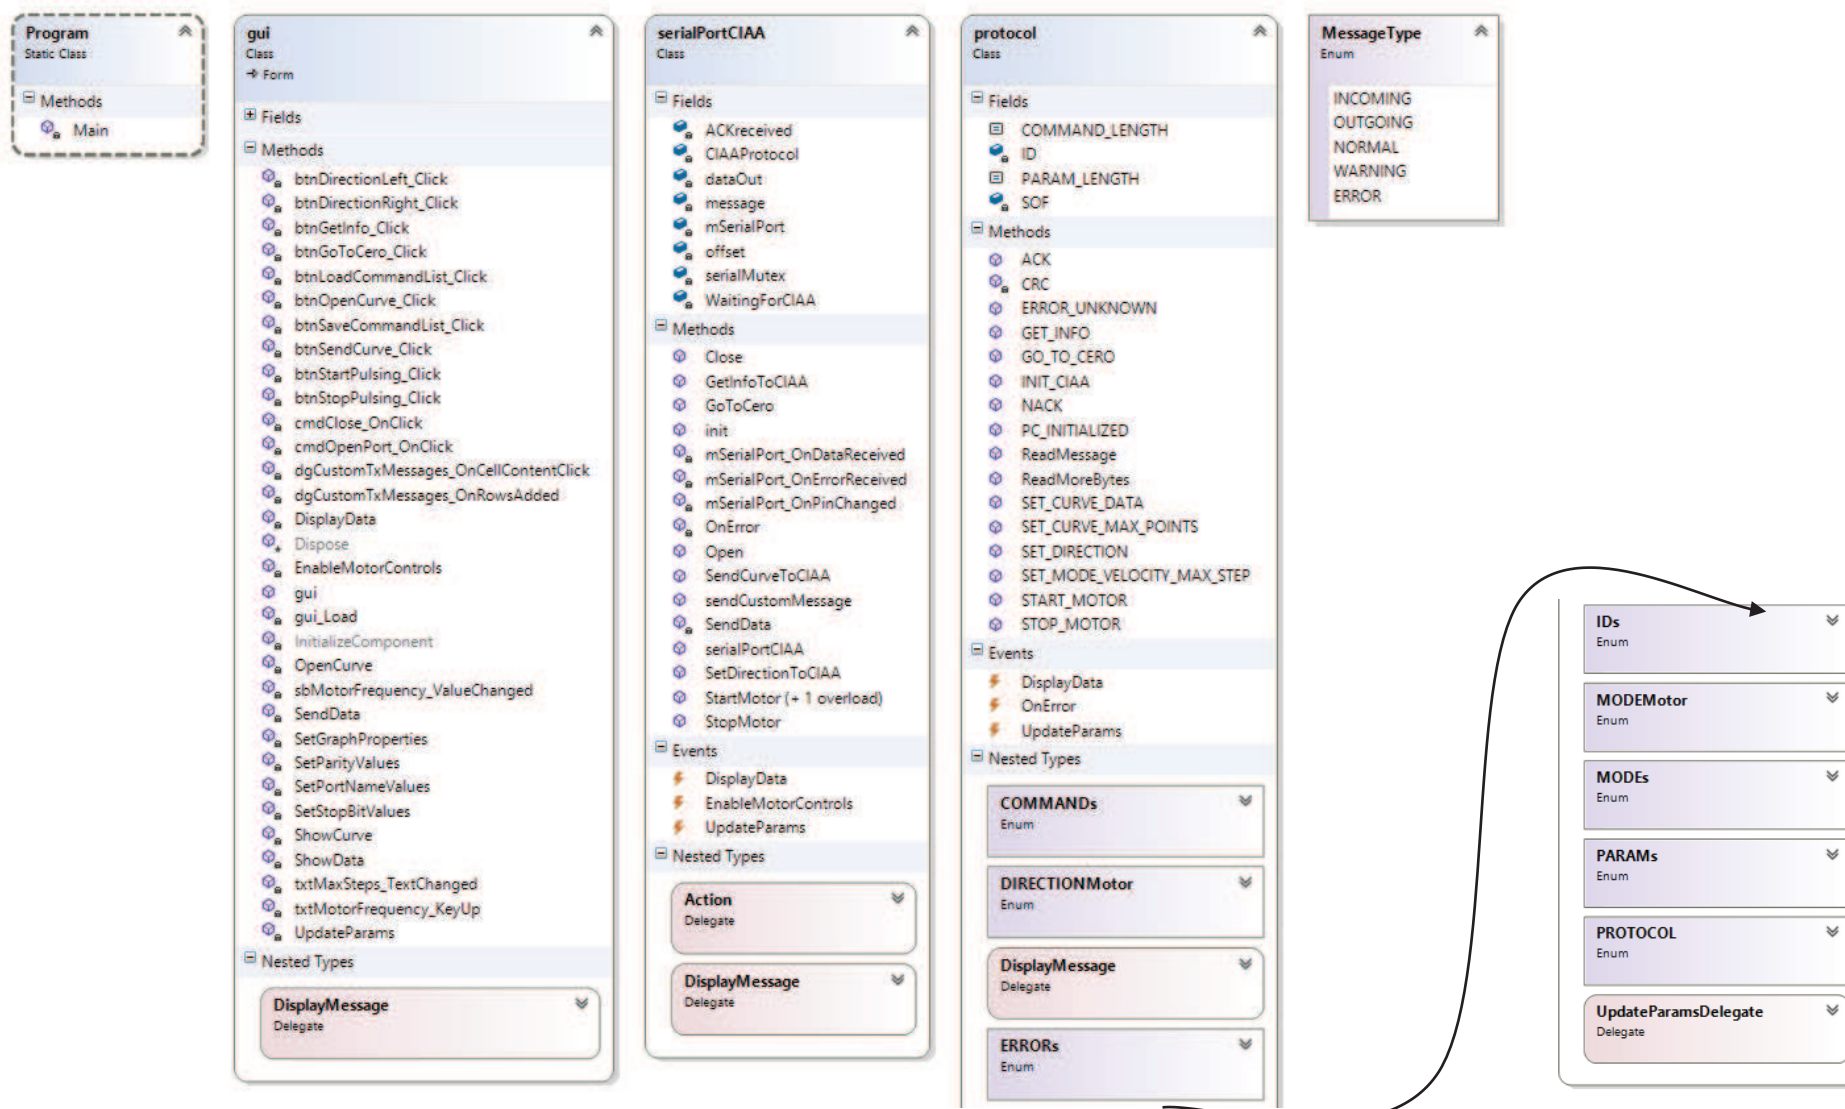 Program
Static Class
Methods
Main
gui
Class
Form
Fields
Methods
btnDirectionLeft_Click
btnDirectionRight_Click
btnGetInfo_Click
btnGoToCero_Click
btnLoadCommandList_Click
btnOpenCurve_Click
btnSaveCommandList_Click
btnSendCurve_Click
btnStartPulsing_Click
btnStopPulsing_Click
cmdClose_OnClick
cmdOpenPort_OnClick
dgCustomTxMessages_OnCellContentClick
dgCustomTxMessages_OnRowsAdded
DisplayData
Dispose
EnableMotorControls
gui
gui_Load
InitializeComponent
OpenCurve
sbMotorFrequency_ValueChanged
SendData
SetGraphProperties
SetParityValues
SetPortNameValues
SetStopBitValues
ShowCurve
ShowData
txtMaxSteps_TextChanged
txtMotorFrequency_KeyUp
UpdateParams
Nested Types
DisplayMessage
Delegate
serialPortCIAA
Class
Fields
ACKreceived
CIAAProtocol
dataOut
message
mSerialPort
offset
serialMutex
WaitingForCIAA
Methods
Close
GetInfoToCIAA
GoToCero
init
mSerialPort_OnDataReceived
mSerialPort_OnErrorReceived
mSerialPort_OnPinChanged
OnError
Open
SendCurveToCIAA
sendCustomMessage
SendData
serialPortCIAA
SetDirectionToCIAA
StartMotor (+ 1 overload)
StopMotor
Events
DisplayData
EnableMotorControls
UpdateParams
Nested Types
Action
Delegate
DisplayMessage
Delegate
protocol
Class
Fields
COMMAND_LENGTH
ID
PARAM_LENGTH
SOF
Methods
ACK
CRC
ERROR_UNKNOWN
GET_INFO
GO_TO_CERO
INIT_CIAA
NACK
PC_INITIALIZED
ReadMessage
ReadMoreBytes
SET_CURVE_DATA
SET_CURVE_MAX_POINTS
SET_DIRECTION
SET_MODE_VELOCITY_MAX_STEP
START_MOTOR
STOP_MOTOR
Events
DisplayData
OnError
UpdateParams
Nested Types
COMMANDs
Enum
DIRECTIONMotor
Enum
DisplayMessage
Delegate
ERRORs
Enum
MessageType
Enum
INCOMING
OUTGOING
NORMAL
WARNING
ERROR
IDs
Enum
MODEMotor
Enum
MODEs
Enum
PARAMs
Enum
PROTOCOL
Enum
UpdateParamsDelegate
Delegate